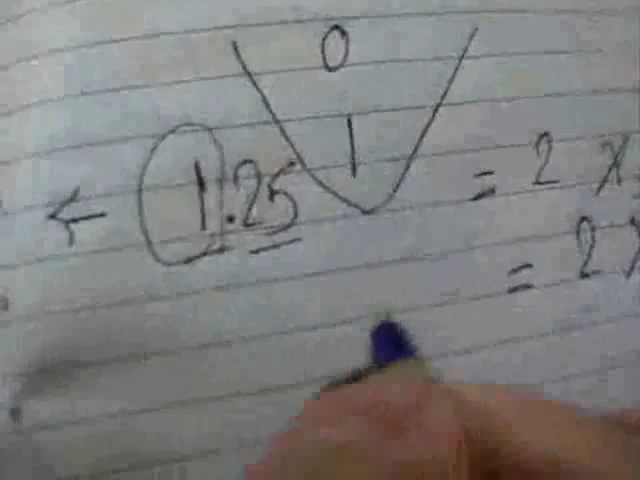 0
← 1.25 1 = 2 X
= 2 X